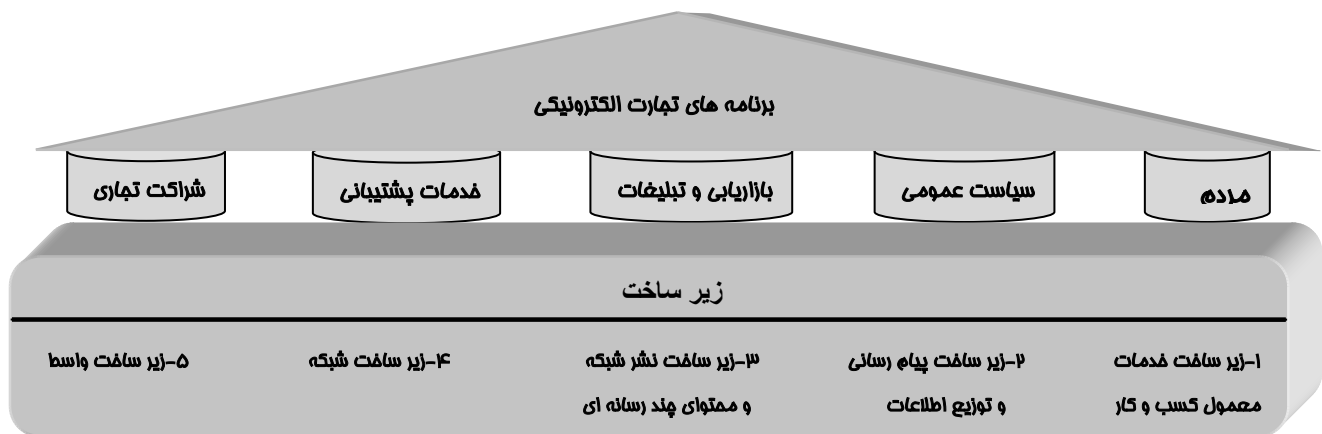 برنامه های تجارت الکترونیکی
مردم
سیاست عمومی
بازاریابی و تبلیغات
خدمات پشتیبانی
شراکت تجاری
زیر ساخت
۱-زیر ساخت خدمات
معمول کسب و کار
۲-زیر ساخت پیام رسانی
و توزیع اطلاعات
۳-زیر ساخت نشر شبکه
و محتوای چند رسانه ای
۴-زیر ساخت شبکه
۵-زیر ساخت واسط